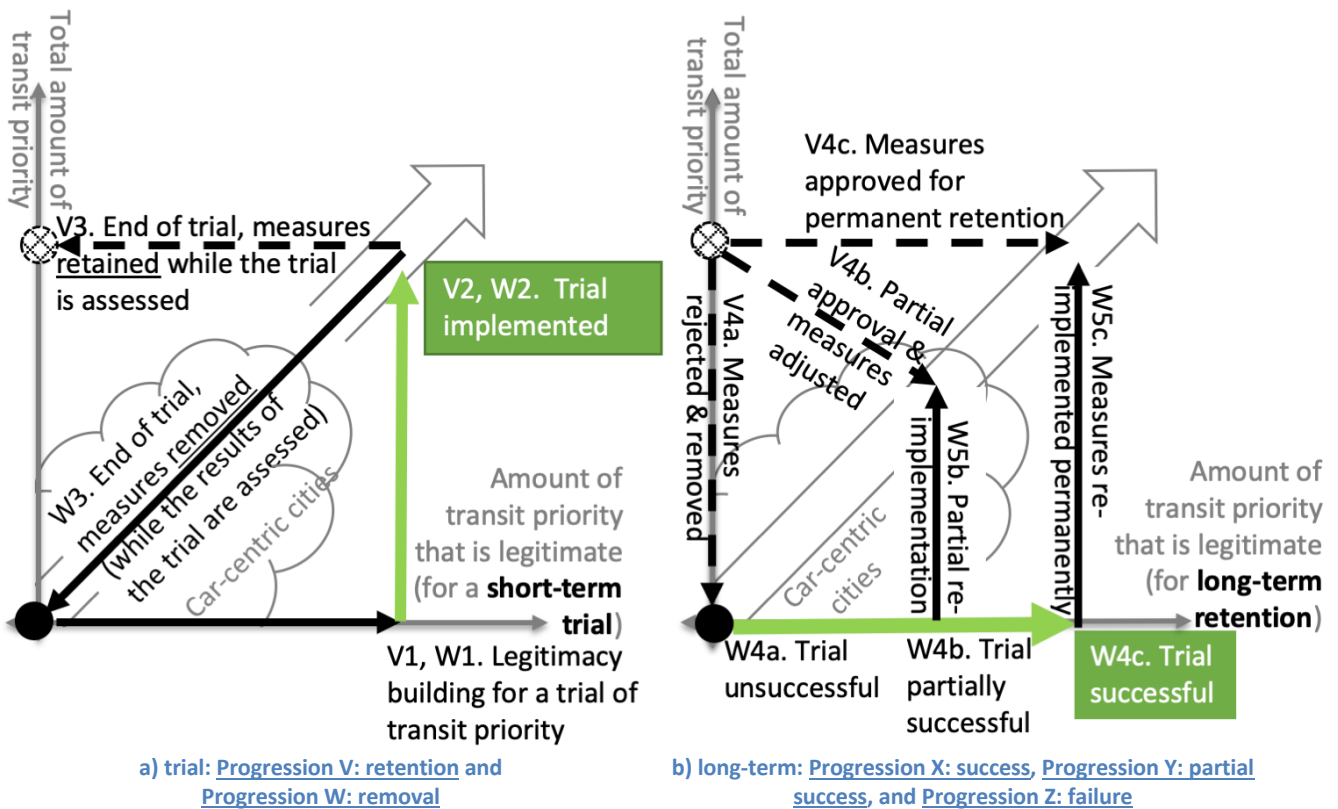 Total amount of
transit priority
V3. End of trial, measures
retained while the trial
is assessed
V2, W2. Trial
implemented
W3. End of trial,
measures removed
(while the results of
the trial are assessed)
Car-centric cities
Amount of
transit priority
that is legitimate
(for a short-term
trial)
V1, W1. Legitimacy
building for a trial of
transit priority
a) trial: Progression V: retention and
Progression W: removal
Total amount of
transit priority
V4c. Measures
approved for
permanent retention
V4b. Partial
approval &
measures
adjusted
V4a. Measures
rejected & removed
Car-centric
cities
W5b. Partial re-
implementation
W5c. Measures re-
implemented permanently
Amount of
transit priority
that is legitimate
(for long-term
retention)
W4a. Trial
unsuccessful
W4b. Trial
partially
successful
W4c. Trial
successful
b) long-term: Progression X: success, Progression Y: partial
success, and Progression Z: failure